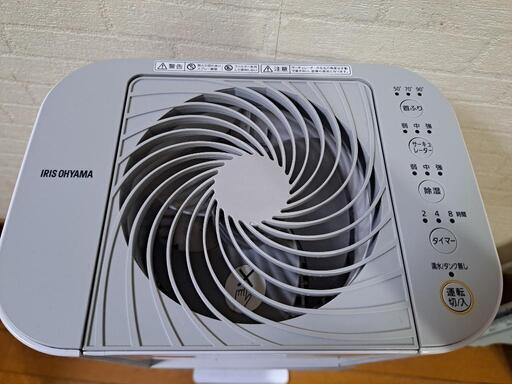 警告
注意
IRIS OHYAMA
50° 70° 90°
首ふり
弱 中 強
サーキュ
レーター
弱 中 強
除湿
2 4 8 時間
タイマー
満水/タンク無し
運転
切/入